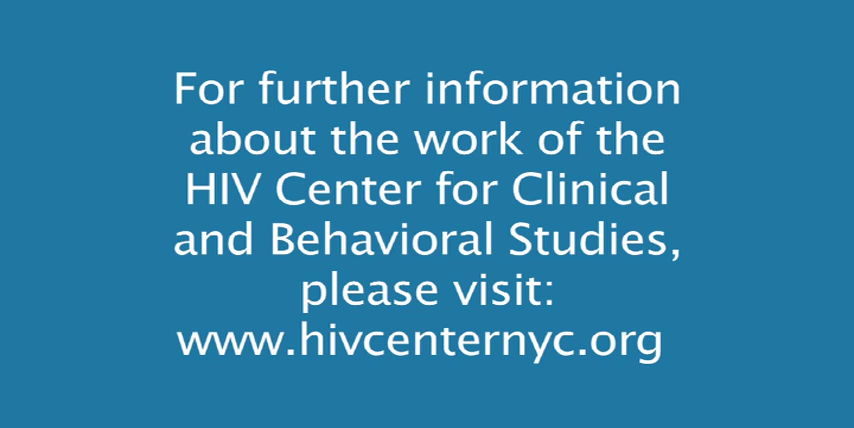 For further information
about the work of the
HIV Center for Clinical
and Behavioral Studies,
please visit:
www.hivcenternyc.org